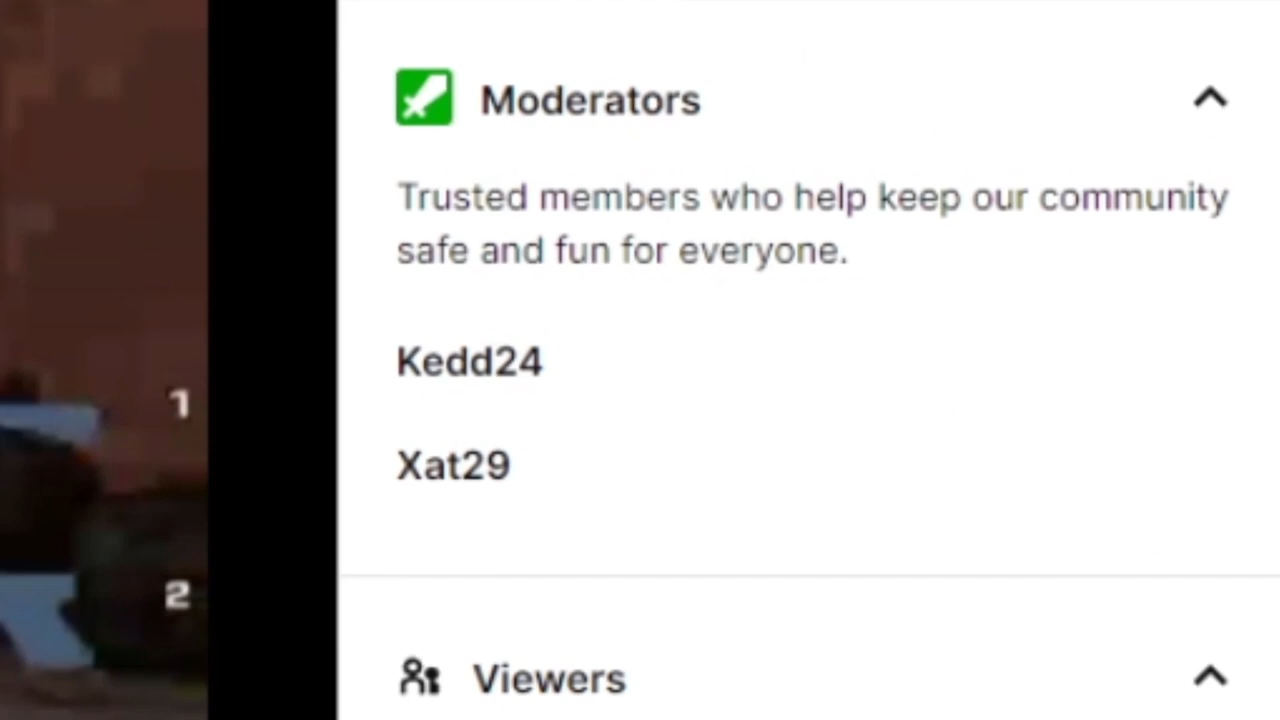 Moderators
Trusted members who help keep our community
safe and fun for everyone.
Kedd24
Xat29
Viewers
1
2